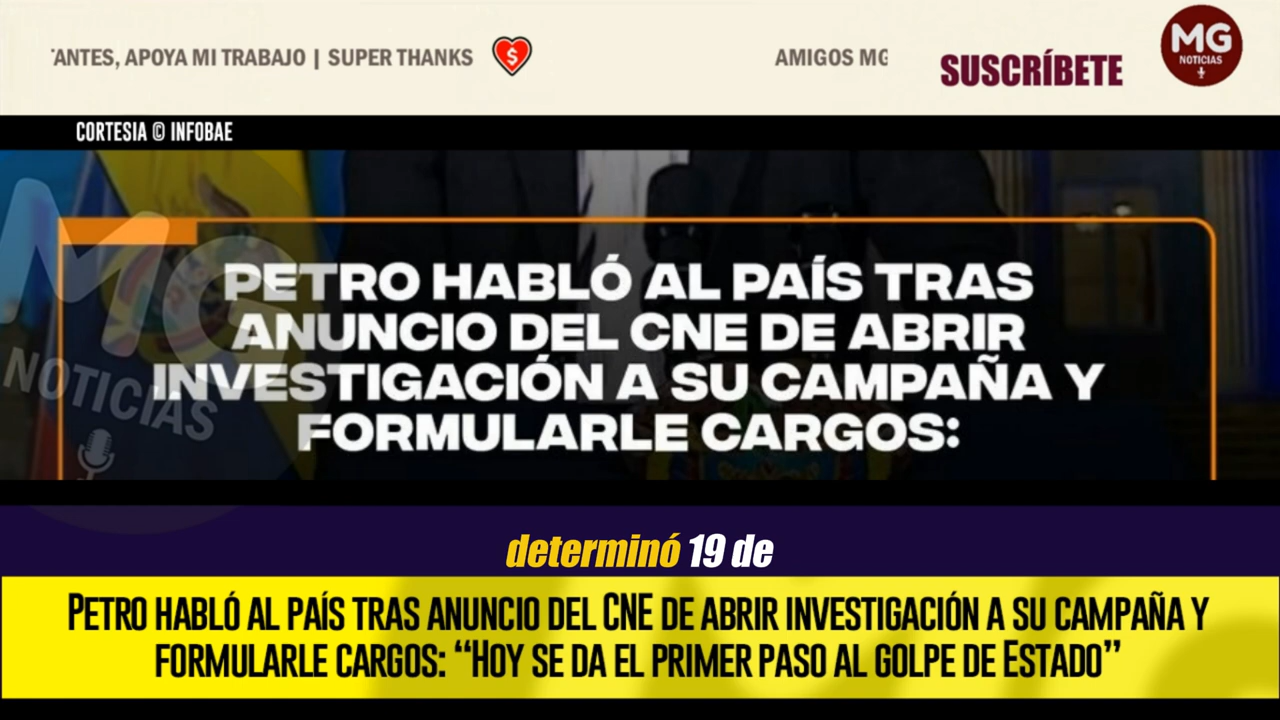 TANTES, APOYA MI TRABAJO | SUPER THANKS
AMIGOS MG
SUSCRÍBETE
MG
NOTICIAS
CORTESIA © INFOBAE
MG
NOTICIAS
PETRO HABLÓ AL PAÍS TRAS
ANUNCIO DEL CNE DE ABRIR
INVESTIGACIÓN A SU CAMPAÑA Y
FORMULARLE CARGOS:
determinó 19 de
PETRO HABLÓ AL PAÍS TRAS ANUNCIO DEL CNE DE ABRIR INVESTIGACIÓN A SU CAMPAÑA Y
FORMULARLE CARGOS: “HOY SE DA EL PRIMER PASO AL GOLPE DE ESTADO”